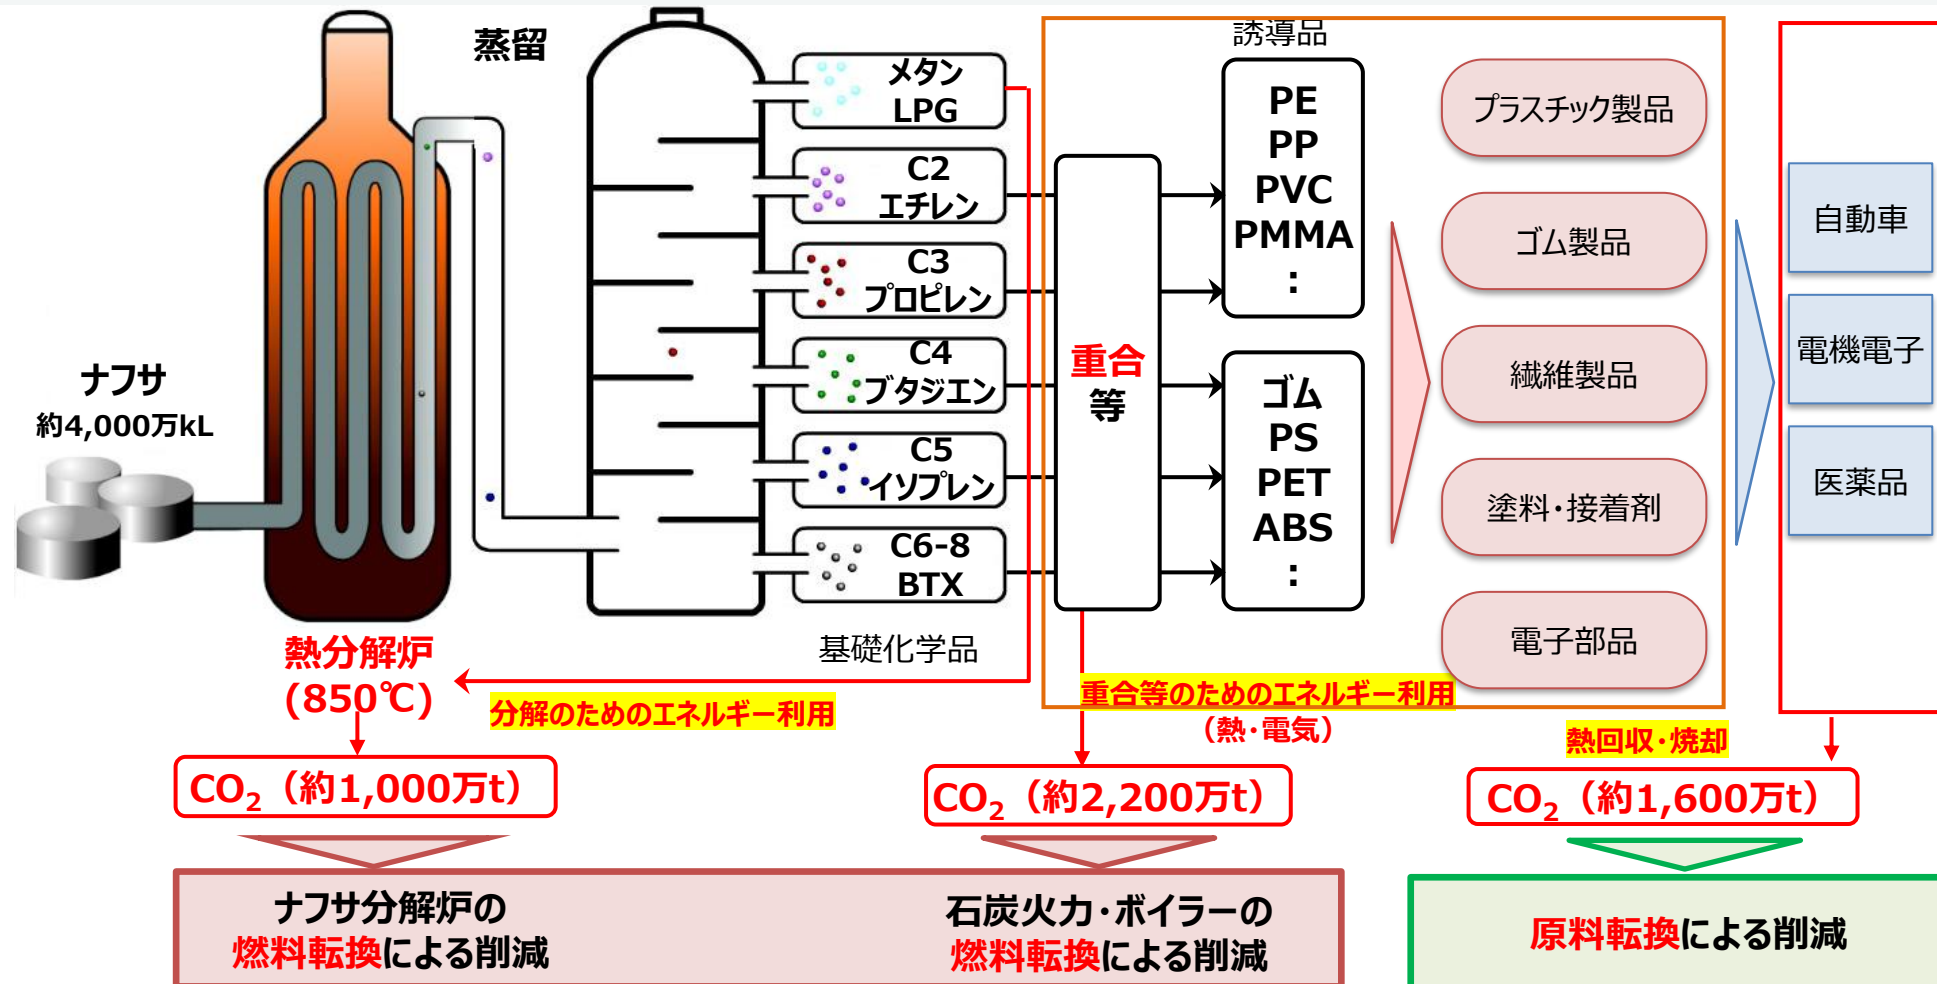 蒸留
ナフサ
約4,000万kL
熱分解炉
(850℃)
メタン
LPG
C2
エチレン
C3
プロピレン
C4
ブタジエン
C5
イソプレン
C6-8
BTX
基礎化学品
分解のためのエネルギー利用
重合
等
誘導品
PE
PP
PVC
PMMA
:
ゴム
PS
PET
ABS
:
プラスチック製品
ゴム製品
繊維製品
塗料・接着剤
電子部品
自動車
電機電子
医薬品
重合等のためのエネルギー利用
（熱・電気）
熱回収・焼却
CO₂（約1,000万t）
CO₂（約2,200万t）
CO₂（約1,600万t）
ナフサ分解炉の
燃料転換による削減
石炭火力・ボイラーの
燃料転換による削減
原料転換による削減